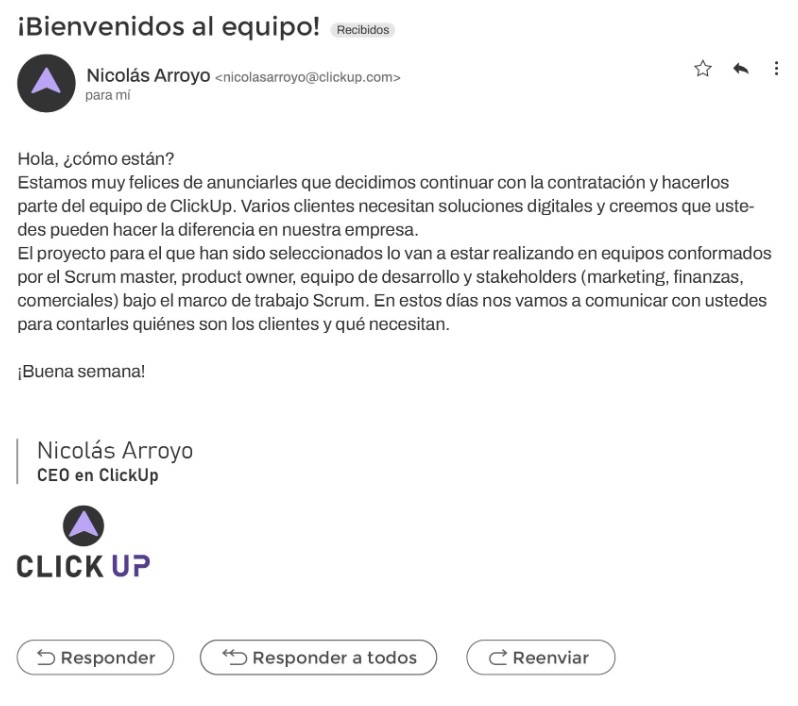 ¡Bienvenidos al equipo! Recibidos
Nicolás Arroyo <nicolasarroyo@clickup.com>
para mí
Hola, ¿cómo están?
Estamos muy felices de anunciarles que decidimos continuar con la contratación y hacerlos
parte del equipo de ClickUp. Varios clientes necesitan soluciones digitales y creemos que uste-
des pueden hacer la diferencia en nuestra empresa.
El proyecto para el que han sido seleccionados lo van a estar realizando en equipos conformados
por el Scrum master, product owner, equipo de desarrollo y stakeholders (marketing, finanzas,
comerciales) bajo el marco de trabajo Scrum. En estos días nos vamos a comunicar con ustedes
para contarles quiénes son los clientes y qué necesitan.
¡Buena semana!
Nicolás Arroyo
CEO en ClickUp
CLICK UP
Responder Responder a todos Reenviar